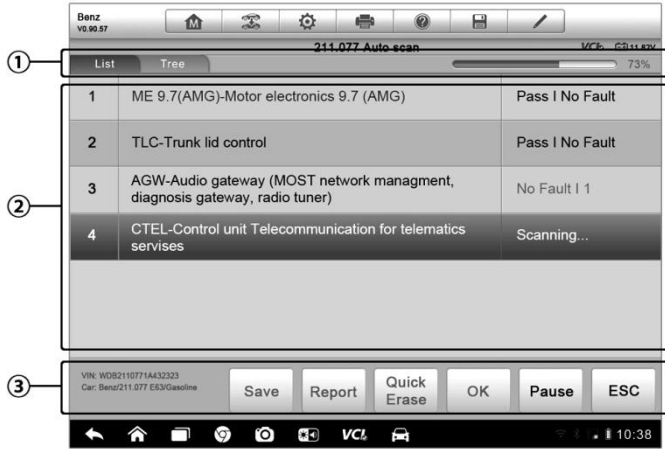 Benz
V0.90.57
211.077 Auto scan
VCI 11.82V
①
List Tree 73%
②
1 ME 9.7(AMG)-Motor electronics 9.7 (AMG) Pass I No Fault
2 TLC-Trunk lid control Pass I No Fault
3 AGW-Audio gateway (MOST network managment,
diagnosis gateway, radio tuner) No Fault I 1
4 CTEL-Control unit Telecommunication for telematics
servises Scanning...
③
VIN: WDB2110771A432323
Car: Benz/211.077 E63/Gasoline
Save Report Quick
Erase OK Pause ESC
VCI 10:38